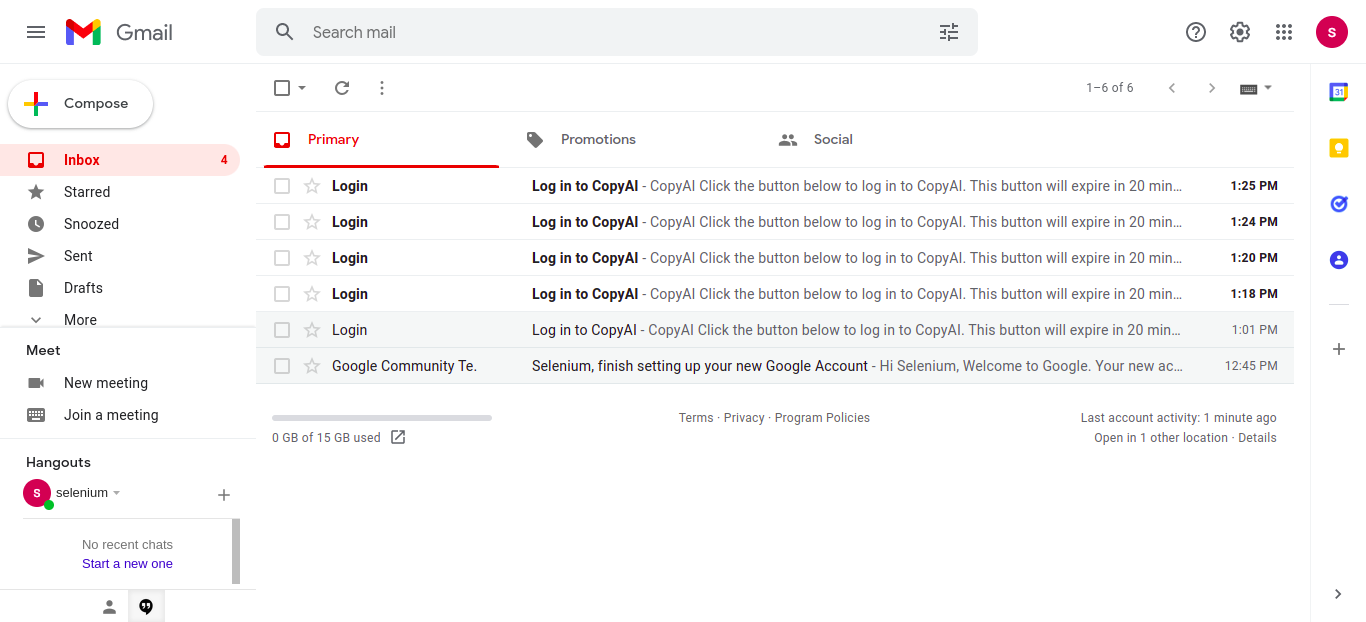 Gmail
Search mail
S
Compose
1–6 of 6
31
Inbox 4
Primary
Promotions
Social
Starred
Snoozed
Sent
Drafts
More
Login Log in to CopyAI - CopyAI Click the button below to log in to CopyAI. This button will expire in 20 min... 1:25 PM
Login Log in to CopyAI - CopyAI Click the button below to log in to CopyAI. This button will expire in 20 min... 1:24 PM
Login Log in to CopyAI - CopyAI Click the button below to log in to CopyAI. This button will expire in 20 min... 1:20 PM
Login Log in to CopyAI - CopyAI Click the button below to log in to CopyAI. This button will expire in 20 min... 1:18 PM
Login Log in to CopyAI - CopyAI Click the button below to log in to CopyAI. This button will expire in 20 min... 1:01 PM
Google Community Te. Selenium, finish setting up your new Google Account - Hi Selenium, Welcome to Google. Your new ac... 12:45 PM
Meet
New meeting
Join a meeting
0 GB of 15 GB used
Terms · Privacy · Program Policies
Last account activity: 1 minute ago
Open in 1 other location · Details
Hangouts
S selenium
No recent chats
Start a new one